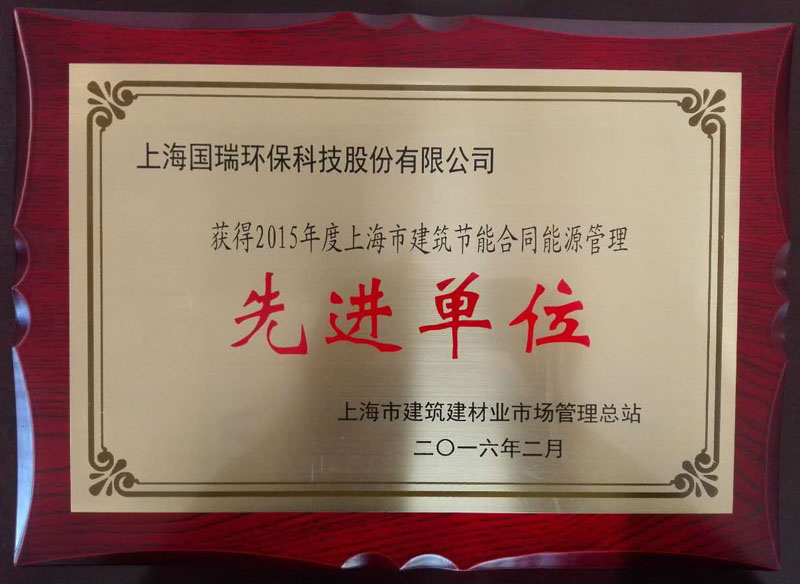 上海国瑞环保科技股份有限公司
获得2015年度上海市建筑节能合同能源管理
先进单位
上海市建筑建材业市场管理总站
二〇一六年二月